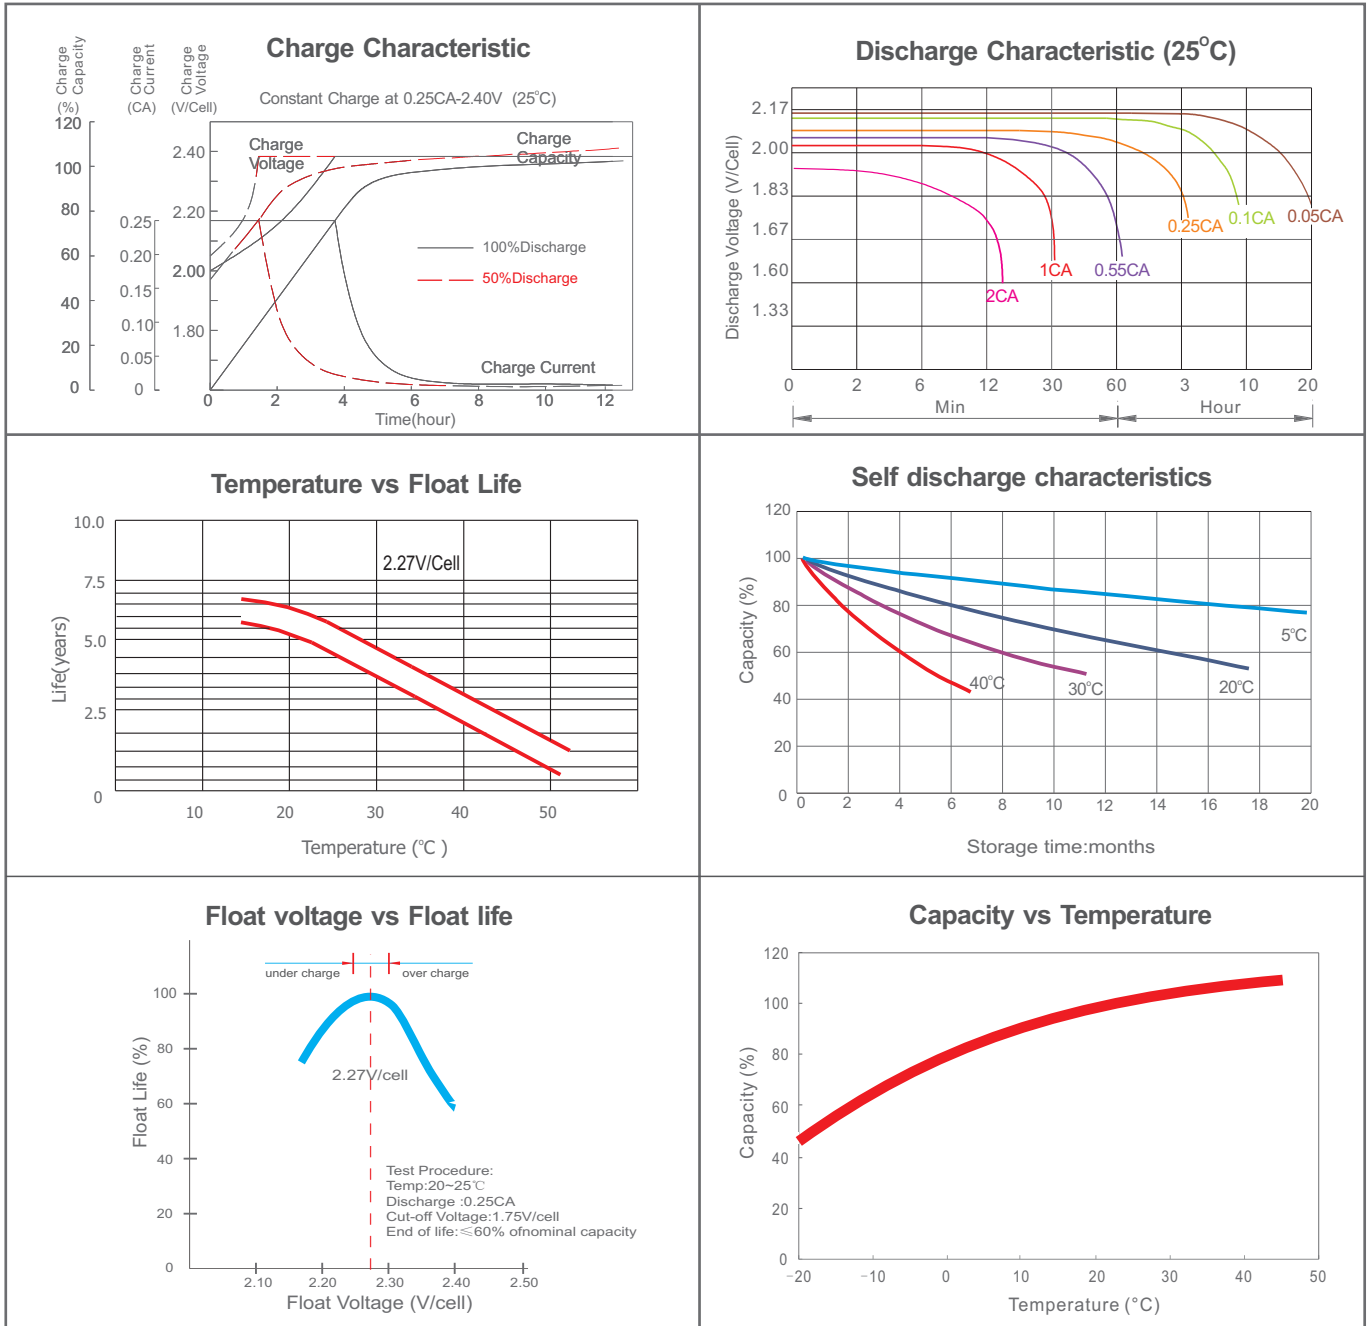 Charge Characteristic
Charge Capacity
Charge Current
Charge Voltage
(%)
(CA)
(V/Cell)
Constant Charge at 0.25CA-2.40V (25°C)
120
100
80
60
40
20
0
0.25
0.20
0.15
0.10
0.05
0
2.40
2.20
2.00
1.80
Charge
Voltage
Charge
Capacity
100%Discharge
50%Discharge
Charge Current
0 2 4 6 8 10 12
Time(hour)
Discharge Characteristic (25°C)
Discharge Voltage (V/Cell)
2.17
2.00
1.83
1.67
1.60
1.33
0.25CA
0.1CA
0.05CA
1CA
0.55CA
2CA
0 2 6 12 30 60 3 10 20
Min Hour
Temperature vs Float Life
Life(years)
10.0
7.5
5.0
2.5
0
2.27V/Cell
10 20 30 40 50
Temperature (°C )
Self discharge characteristics
Capacity (%)
120
100
80
60
40
20
0
5°C
40°C
30°C
20°C
0 2 4 6 8 10 12 14 16 18 20
Storage time:months
Float voltage vs Float life
under charge
over charge
Float Life (%)
100
80
60
40
20
0
2.27V/cell
Test Procedure:
Temp:20~25℃
Discharge :0.25CA
Cut-off Voltage:1.75V/cell
End of life:≤60% ofnominal capacity
2.10 2.20 2.30 2.40 2.50
Float Voltage (V/cell)
Capacity vs Temperature
Capacity (%)
120
100
80
60
40
20
0
-20 -10 0 10 20 30 40 50
Temperature (°C)